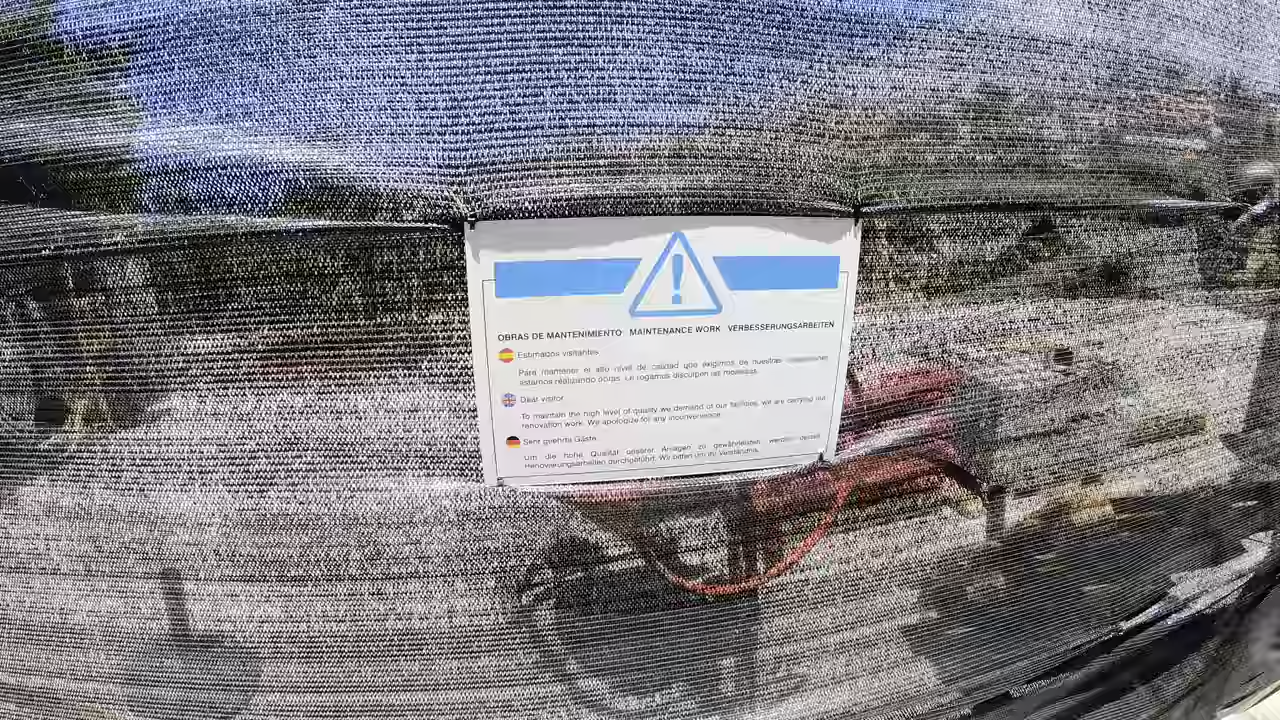 OBRAS DE MANTENIMIENTO MAINTENANCE WORK VERBESSERUNGSARBEITEN
Estimados visitantes
Para mantener el alto nivel de calidad que exigimos de nuestras
estamos realizando obras. Le rogamos disculpen las molestias.
Dear visitor
To maintain the high level of quality we demand of our facilities, we are carrying out
renovation work. We apologize for any inconvenience.
Sehr geehrte Gäste
Um die hohe Qualität unserer Anlagen zu gewährleisten, werden derzeit
Renovierungsarbeiten durchgeführt. Wir bitten um Ihr Verständnis.